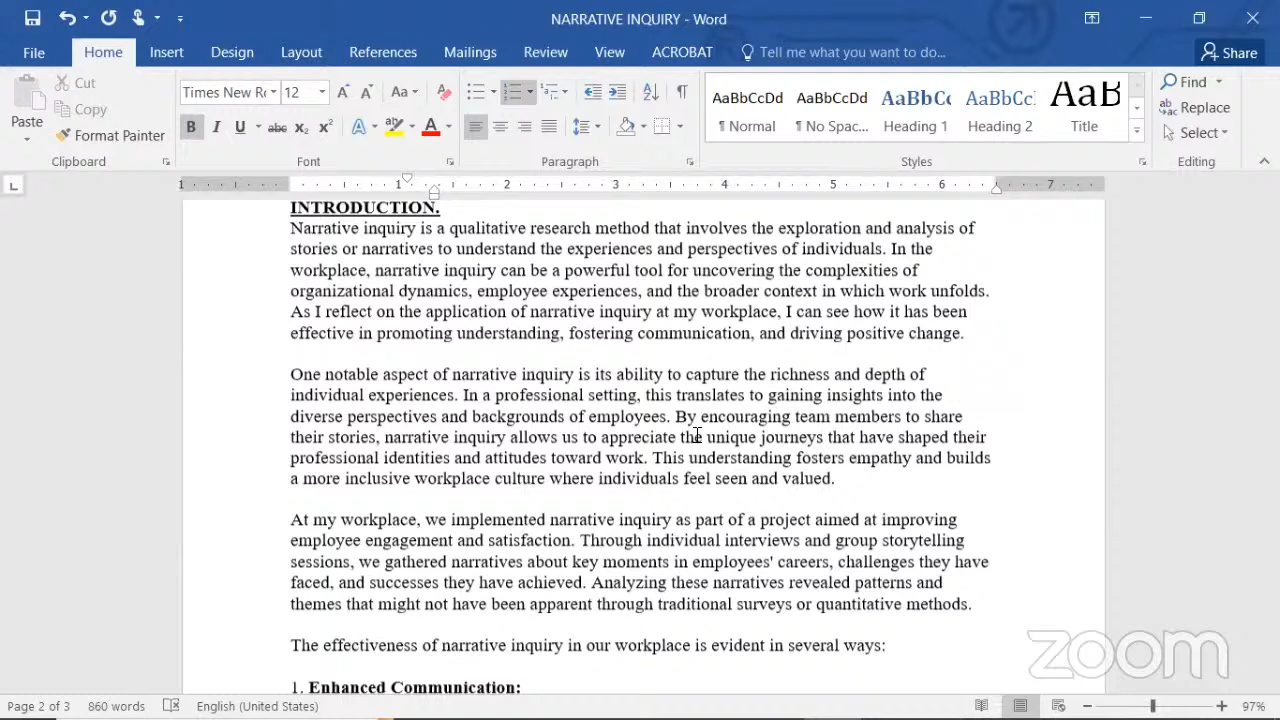 NARRATIVE INQUIRY - Word
File Home Insert Design Layout References Mailings Review View ACROBAT Tell me what you want to do... Share
Paste
Cut
Copy
Format Painter
Clipboard
Times New Ro 12
Aa
B I U abc x₂ x² A A
Font
Paragraph
AaBbCcDd AaBbCcDd AaBbCc AaBbCc AaB
¶ Normal ¶ No Spac... Heading 1 Heading 2 Title
Styles
Find
Replace
Select
Editing
L
1 1 2 3 4 5 6 7
INTRODUCTION.
Narrative inquiry is a qualitative research method that involves the exploration and analysis of
stories or narratives to understand the experiences and perspectives of individuals. In the
workplace, narrative inquiry can be a powerful tool for uncovering the complexities of
organizational dynamics, employee experiences, and the broader context in which work unfolds.
As I reflect on the application of narrative inquiry at my workplace, I can see how it has been
effective in promoting understanding, fostering communication, and driving positive change.
One notable aspect of narrative inquiry is its ability to capture the richness and depth of
individual experiences. In a professional setting, this translates to gaining insights into the
diverse perspectives and backgrounds of employees. By encouraging team members to share
their stories, narrative inquiry allows us to appreciate the unique journeys that have shaped their
professional identities and attitudes toward work. This understanding fosters empathy and builds
a more inclusive workplace culture where individuals feel seen and valued.
At my workplace, we implemented narrative inquiry as part of a project aimed at improving
employee engagement and satisfaction. Through individual interviews and group storytelling
sessions, we gathered narratives about key moments in employees' careers, challenges they have
faced, and successes they have achieved. Analyzing these narratives revealed patterns and
themes that might not have been apparent through traditional surveys or quantitative methods.
The effectiveness of narrative inquiry in our workplace is evident in several ways:
1. Enhanced Communication:
zoom
Page 2 of 3 860 words English (United States) 97%